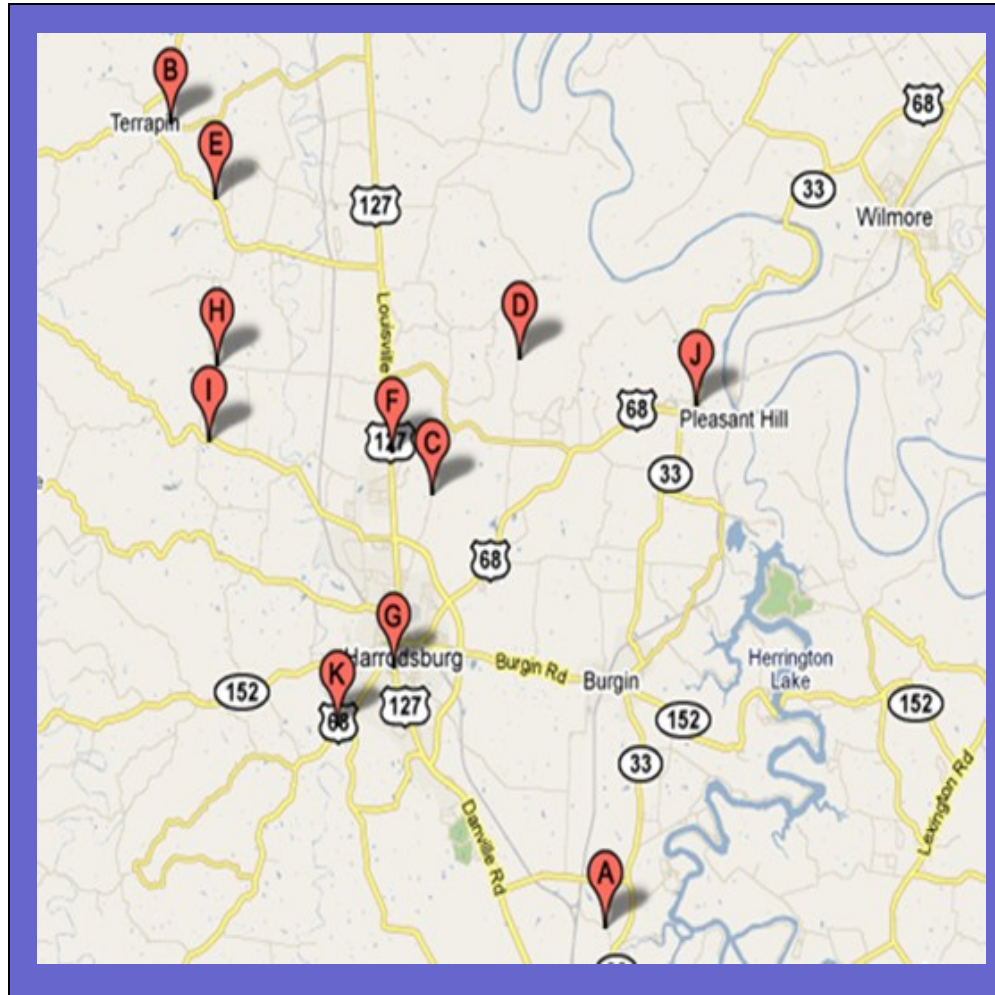 B
68
Terrapin
E
33
127
Wilmore
H
D
Louisville
J
I
F
68
Pleasant Hill
127
C
33
68
G
Harrodsburg
Burgin Rd
Herrington
Lake
K
Burgin
152
127
152
68
152
33
Danville Rd
Lexington Rd
A